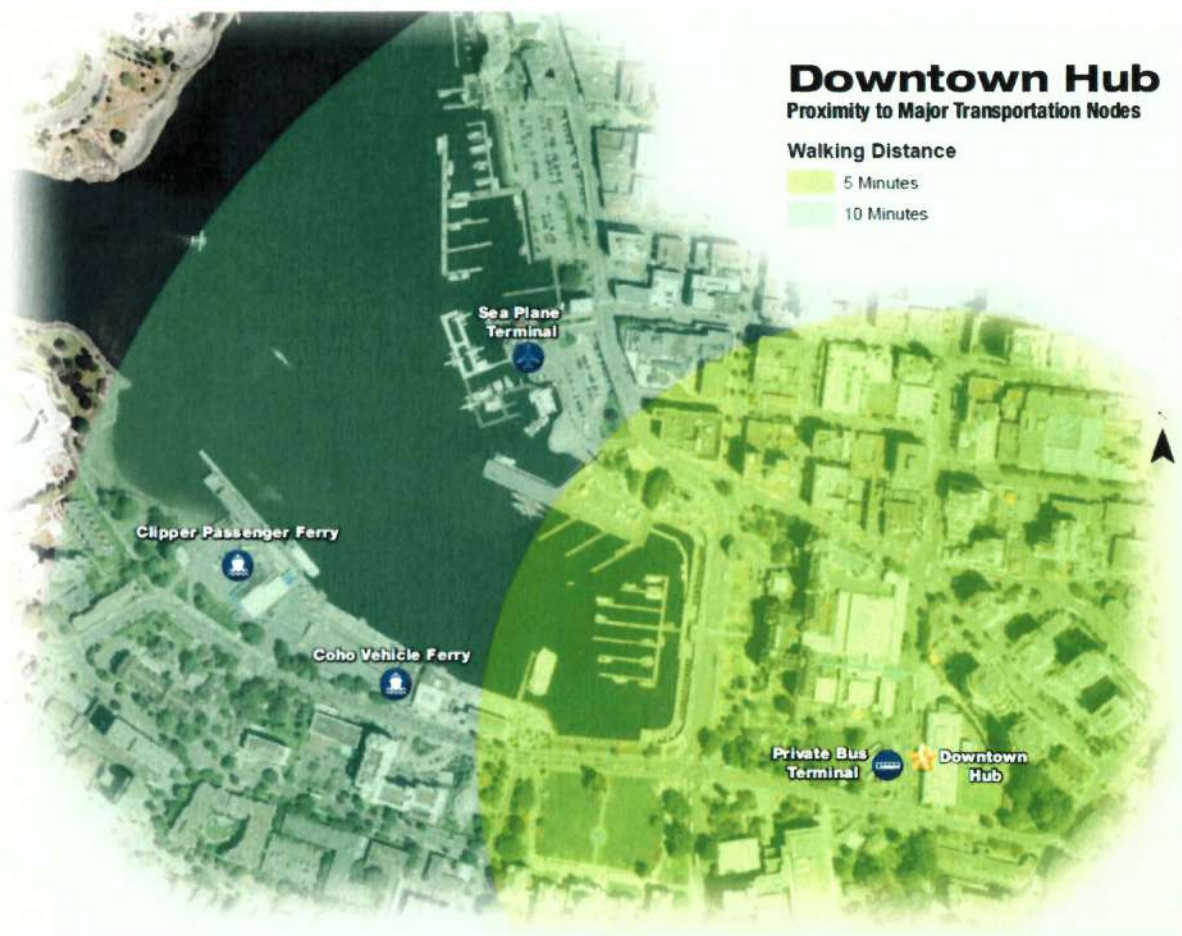 Downtown Hub
Proximity to Major Transportation Nodes
Walking Distance
5 Minutes
10 Minutes
Sea Plane
Terminal
Clipper Passenger Ferry
Coho Vehicle Ferry
Private Bus
Terminal
Downtown
Hub